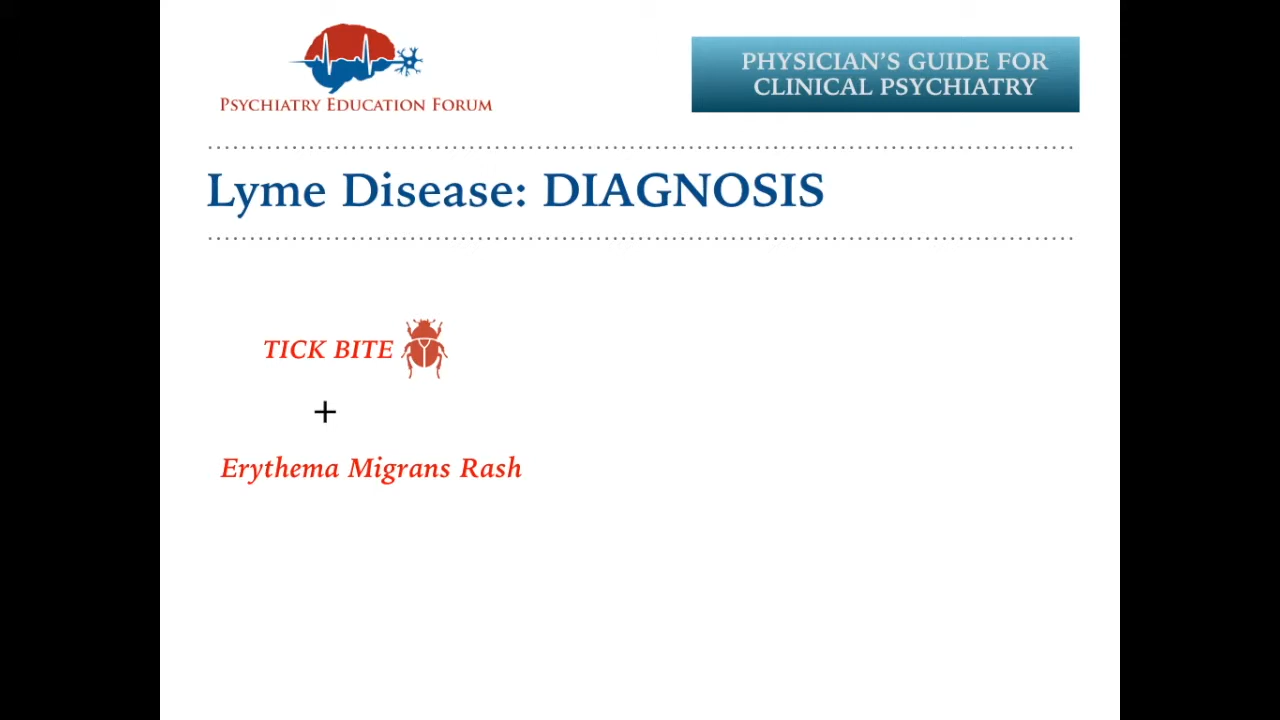 PSYCHIATRY EDUCATION FORUM
PHYSICIAN'S GUIDE FOR
CLINICAL PSYCHIATRY
Lyme Disease: DIAGNOSIS
TICK BITE
+
Erythema Migrans Rash